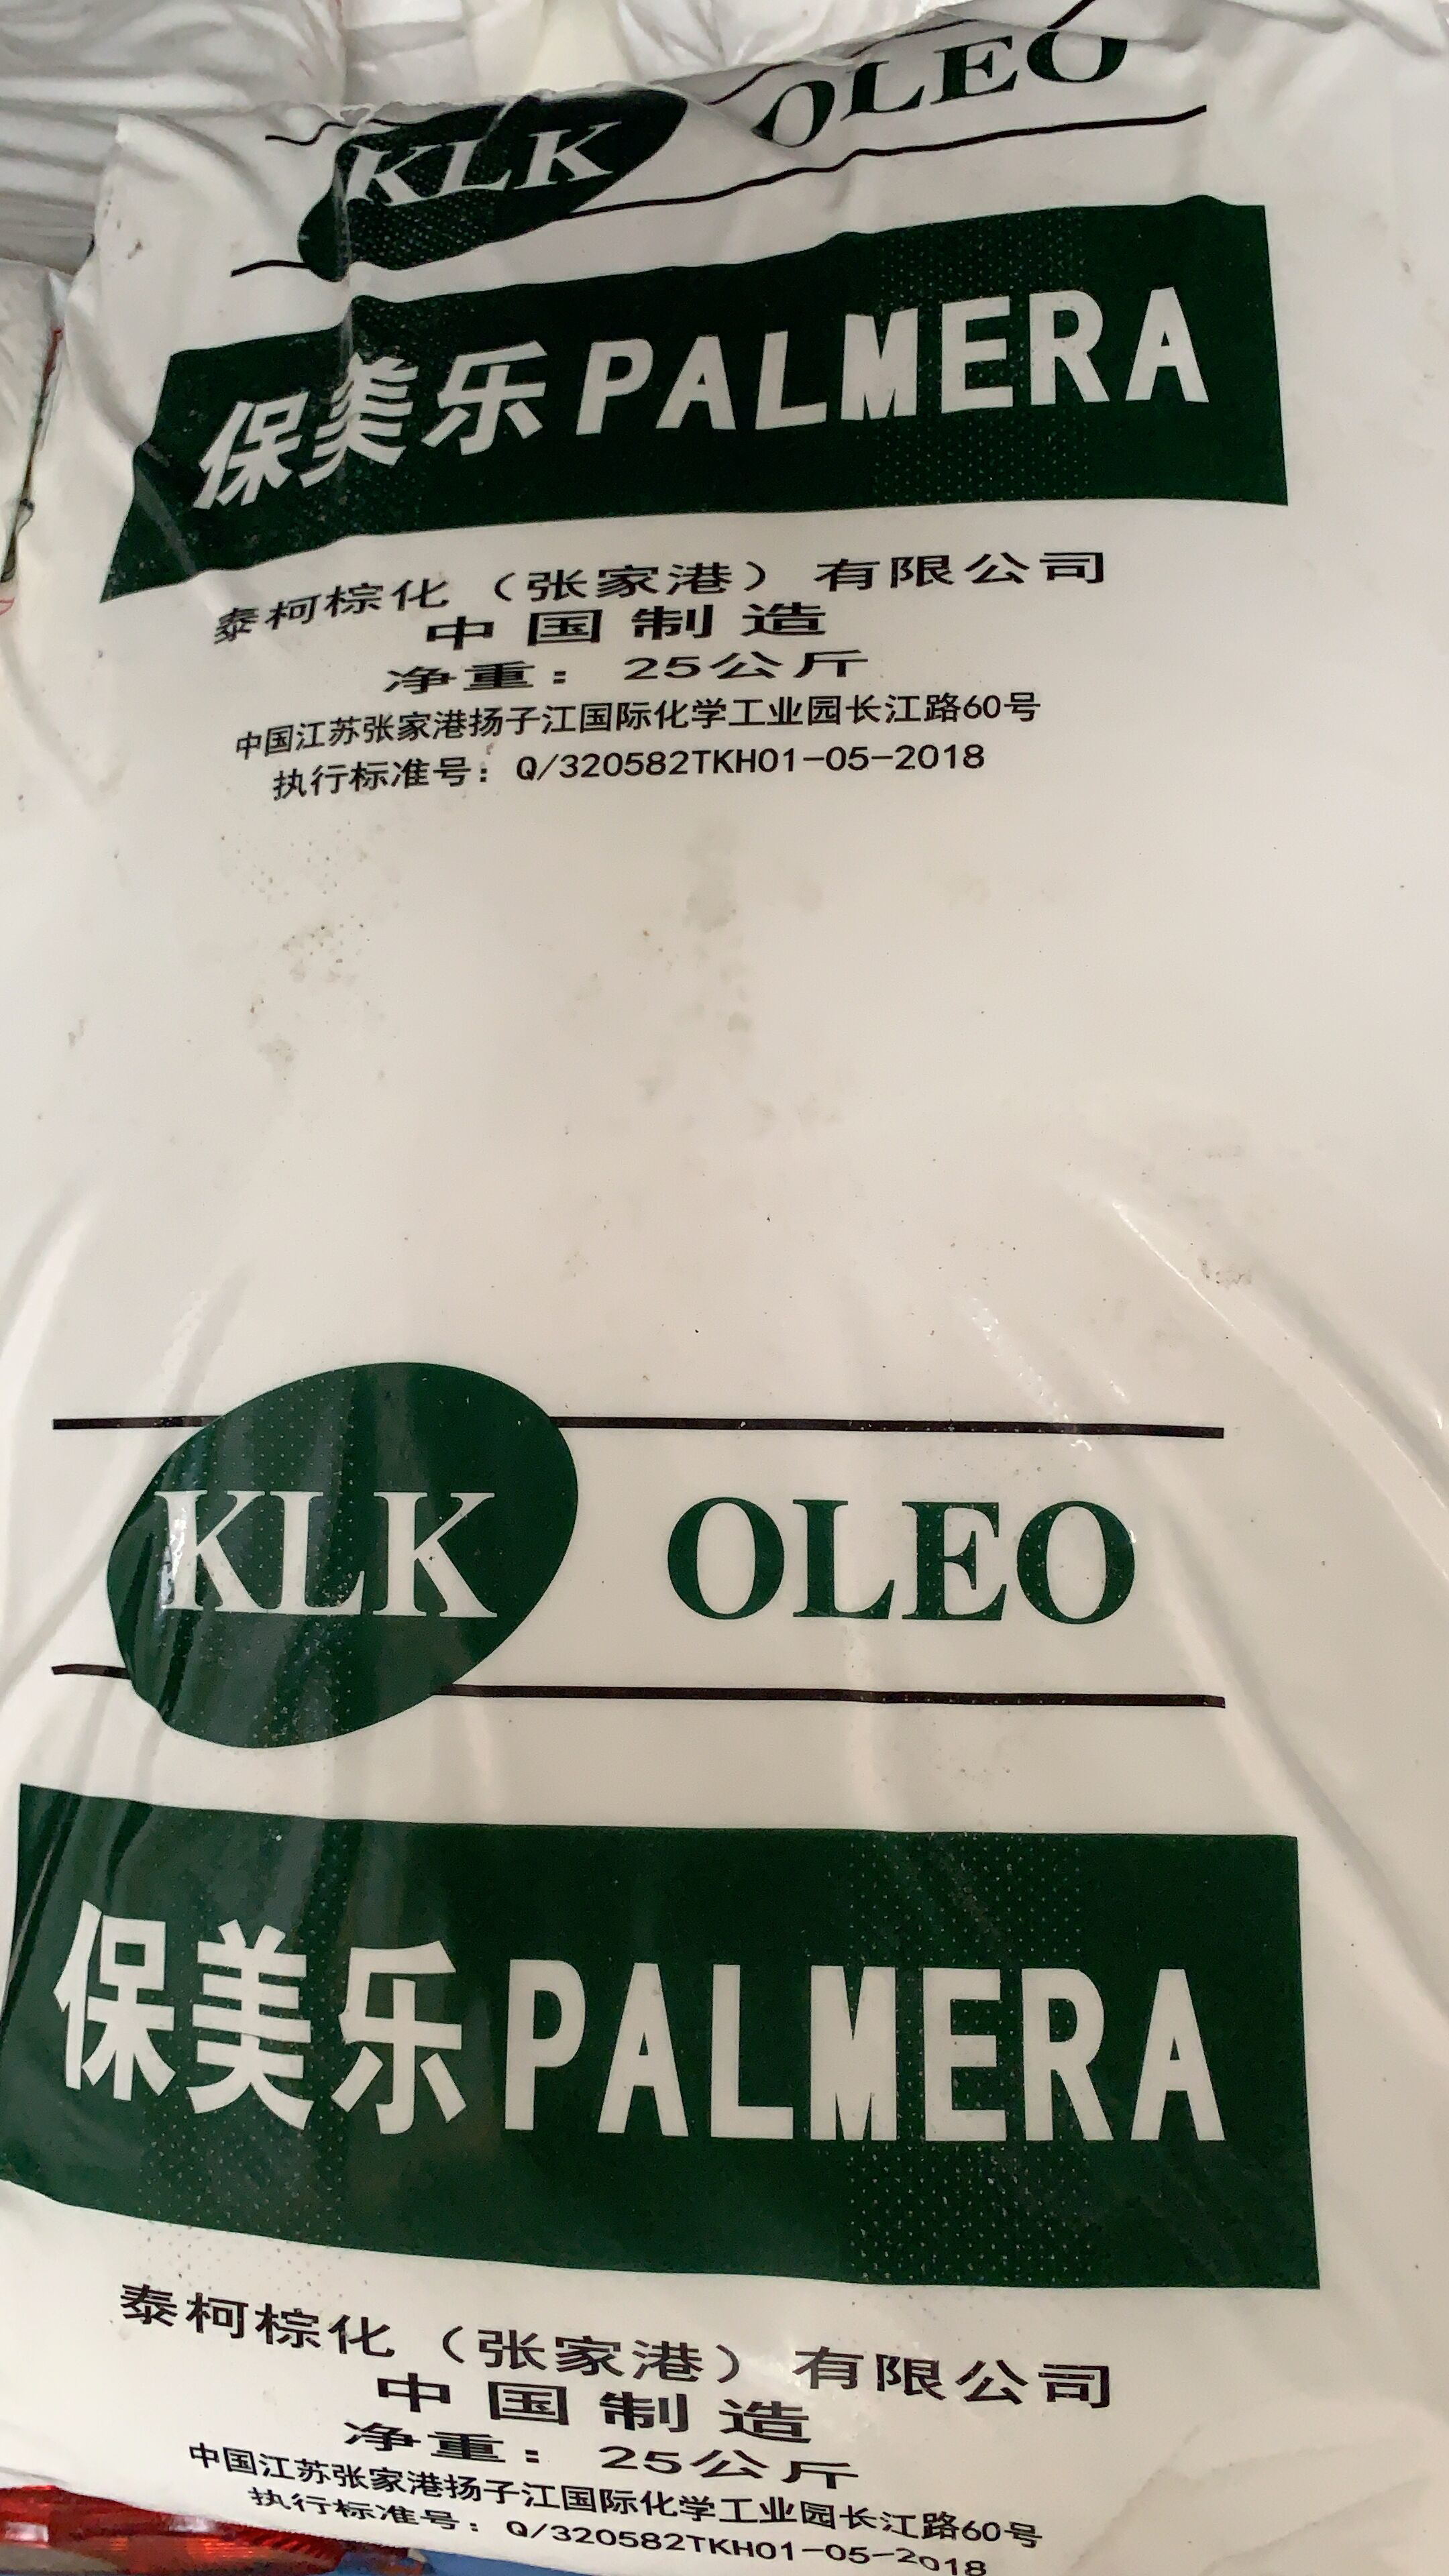 KLK OLEO
保美乐 PALMERA
泰柯棕化（张家港）有限公司
中国制造
净重：25公斤
中国江苏张家港扬子江国际化学工业园长江路60号
执行标准号：Q/320582TKH01-05-2018
KLK OLEO
保美乐 PALMERA
泰柯棕化（张家港）有限公司
中国制造
净重：25公斤
中国江苏张家港扬子江国际化学工业园长江路60号
执行标准号：Q/320582TKH01-05-2018